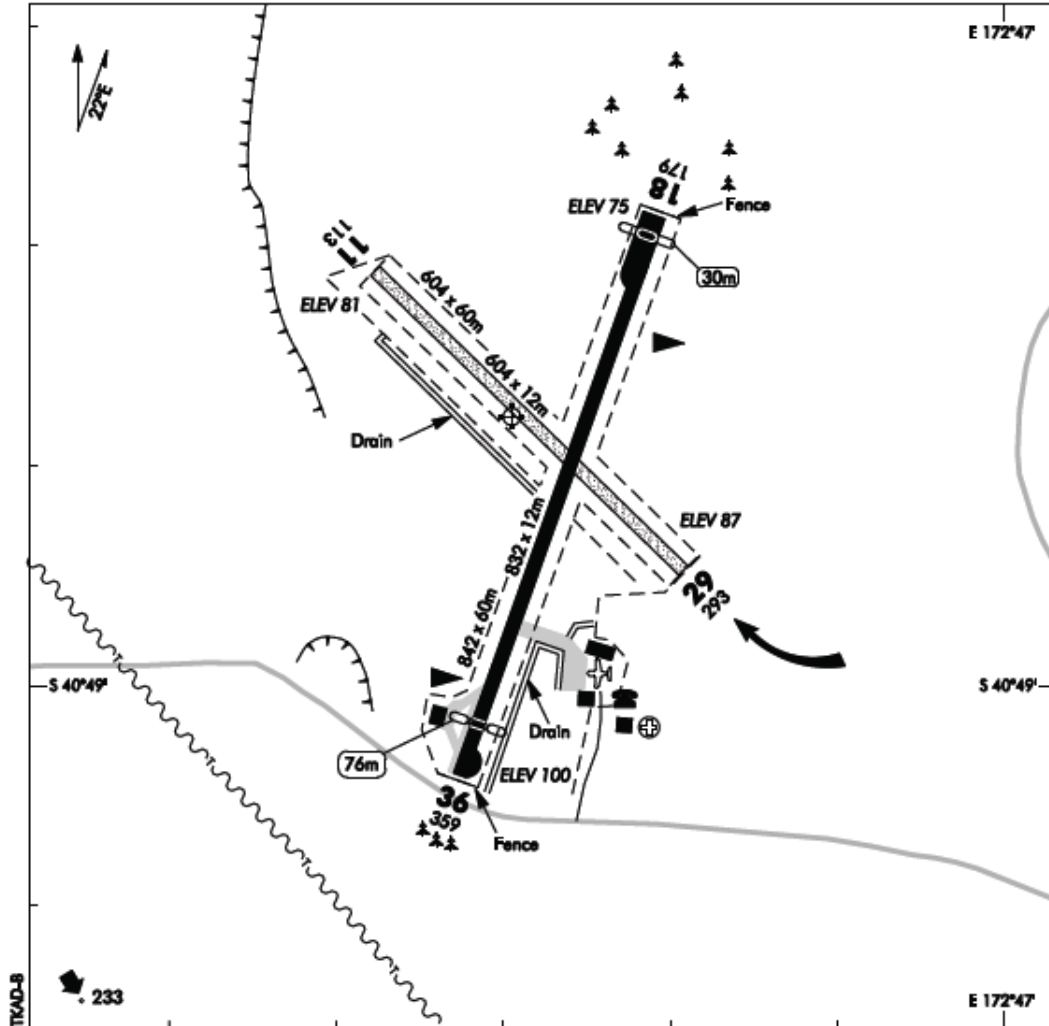 E 172°47'
22°E
179
18
Fence
ELEV 75
30m
113
11
ELEV 81
604 x 60m
604 x 12m
Drain
832 x 12m
842 x 60m
ELEV 87
29
293
S 40°49'
S 40°49'
Drain
76m
ELEV 100
36
359
Fence
T
T
T
233
TKAD-8
E 172°47'